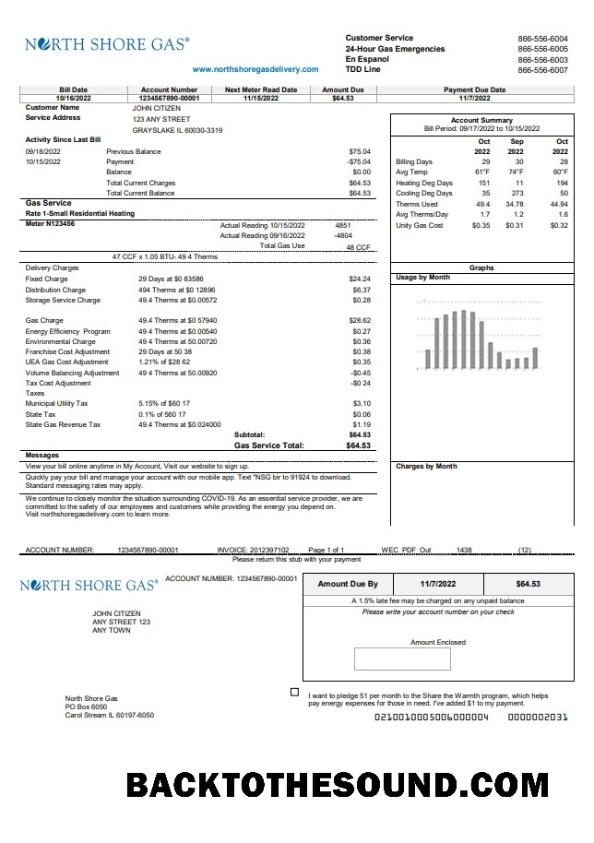 NORTH SHORE GAS®
www.northshoregasdelivery.com
Customer Service 866-556-6004
24-Hour Gas Emergencies 866-556-6005
En Espanol 866-556-6003
TDD Line 866-556-6007
Bill Date Account Number Next Meter Read Date Amount Due Payment Due Date
10/16/2022 1234567890-00001 11/15/2022 $64.53 11/7/2022
Customer Name JOHN CITIZEN
Service Address 123 ANY STREET
GRAYSLAKE IL 60030-3319
Activity Since Last Bill
09/18/2022 Previous Balance $75.04
10/15/2022 Payment -$75.04
Balance $0.00
Total Current Charges $64.53
Total Current Balance $64.53
Gas Service
Rate 1-Small Residential Heating
Meter N123456 Actual Reading 10/15/2022 4851
Actual Reading 09/16/2022 -4804
Total Gas Use 48 CCF
47 CCF x 1.05 BTU- 49 4 Therms
Delivery Charges
Fixed Charge 29 Days at $0 83586 $24.24
Distribution Charge 494 Therms at $0 12896 $6,37
Storage Service Charge 49.4 Therms at $0.00572 $0.28
Gas Charge 49.4 Therms at $0.57940 $28.62
Energy Efficiency Program 49 4 Therms at $0.00540 $0.27
Environmental Charge 49.4 Therms at 50.00720 $0.36
Franchise Cost Adjustment 29 Days at 50 38 $0.38
UEA Gas Cost Adjustment 1.21% of $28 62 $0.35
Volume Balancing Adjustment 49 4 Therms at 50.00920 -$0.45
Tax Cost Adjustment -$0.24
Taxes
Municipal Utility Tax 5.15% of $60 17 $3.10
State Tax 0.1% of 560 17 $0.06
State Gas Revenue Tax 49.4 Therms at $0.024000 $1.19
Subtotal: $64.53
Gas Service Total: $64.53
Messages
View your bill online anytime in My Account, Visit our website to sign up.
Quickly pay your bill and manage your account with our mobile app. Text "NSG bir to 91924 to download.
Standard messaging rates may apply.
We continue to closely monitor the situation surrounding COVID-19: As an essential service provider, we are
committed to the safety of our employees and customers while providing the energy you depend on.
Visit northshoregasdelivery.com to learn more.
Account Summary
Bill Period: 09/17/2022 to 10/15/2022
Oct Sep Oct
2022 2022 2022
Billing Days 29 30 28
Avg Temp 61°F 74°F 60°F
Heating Deg Days 151 11 194
Cooling Deg Days 35 273 50
Therms Used 49.4 34.78 44.94
Avg Therms/Day 1.7 1.2 1.6
Unity Gas Cost $0.35 $0.31 $0.32
Graphs
Usage by Month
Charges by Month
ACCOUNT NUMBER: 1234567890-00001 INVOICE: 2012397102 Page 1 of 1 WEC_PDF_Out 1438 (12)
Please return this stub with your payment
NORTH SHORE GAS® ACCOUNT NUMBER: 1234567890-00001
Amount Due By 11/7/2022 $64.53
A 1.5% late fee may be charged on any unpaid balance
Please write your account number on your check
JOHN CITIZEN
ANY STREET 123
ANY TOWN
Amount Enclosed
North Shore Gas
PO Box 6050
Carol Stream IL 60197-6050
I want to pledge 51 per month to the Share the Warmth program, which helps
pay energy expenses for those in need. I've added $1 to my payment.
0210010005006000004 0000002031
BACKTOTHESOUND.COM